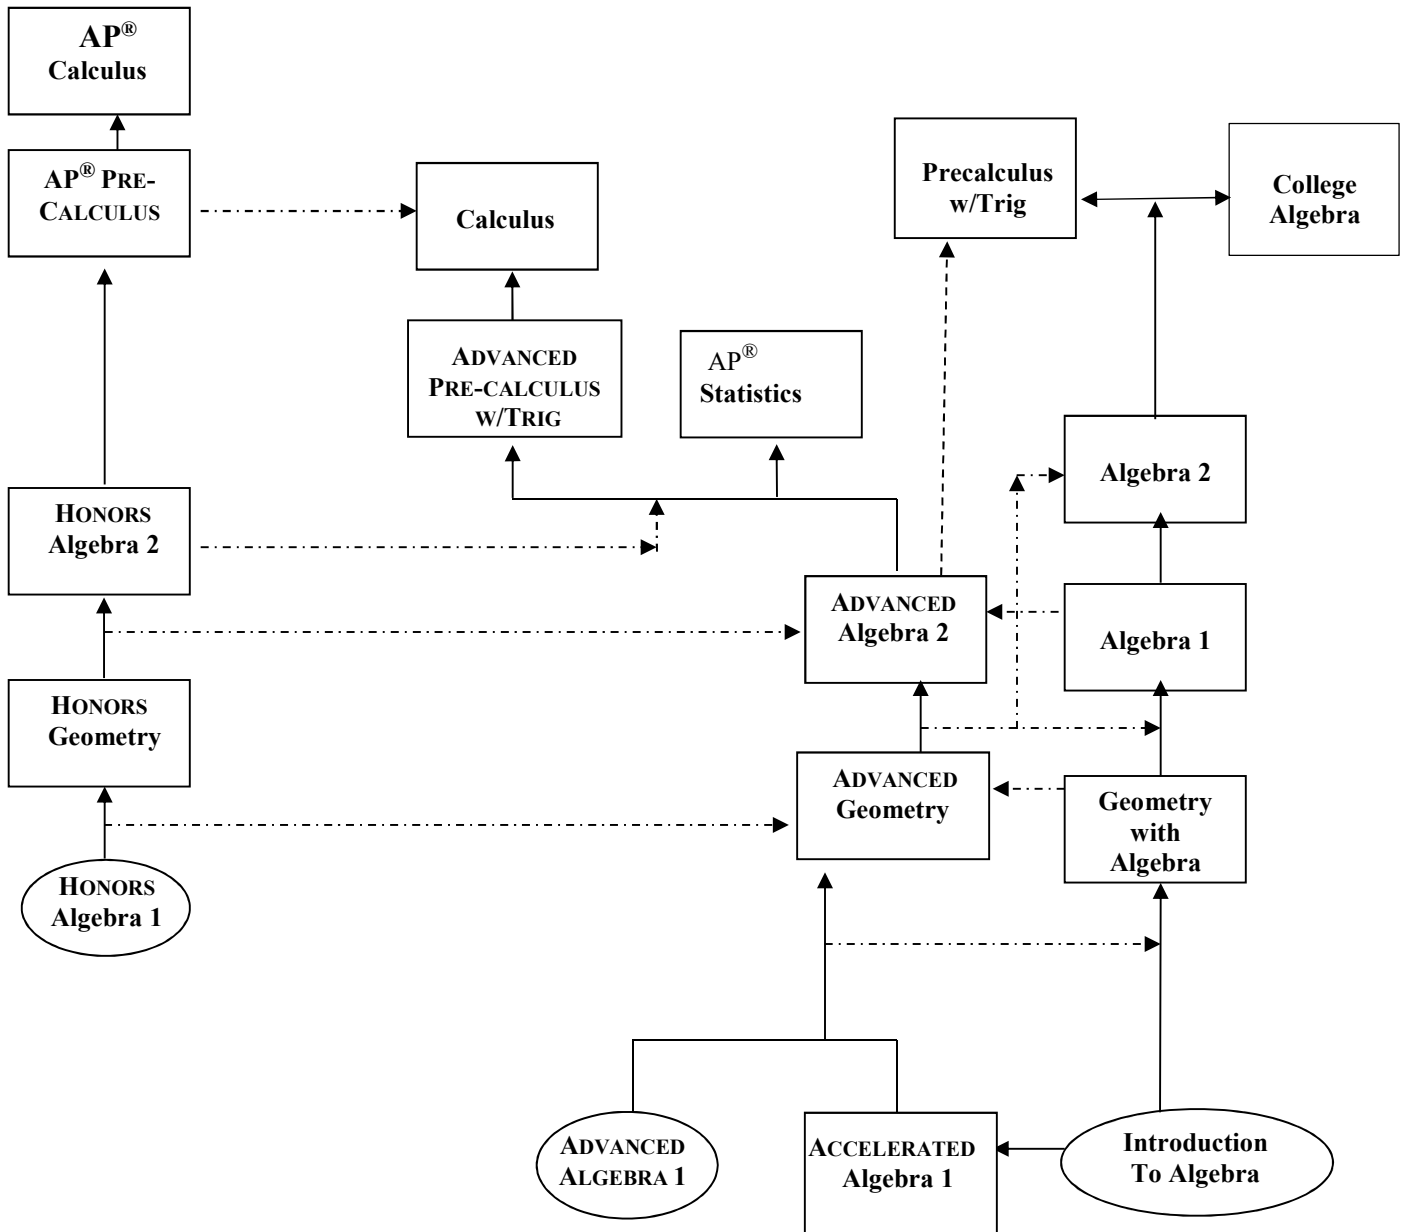 AP®
Calculus
AP® PRE-
CALCULUS
Calculus
Precalculus
w/Trig
College
Algebra
ADVANCED
PRE-CALCULUS
W/TRIG
AP®
Statistics
Algebra 2
HONORS
Algebra 2
ADVANCED
Algebra 2
Algebra 1
HONORS
Geometry
ADVANCED
Geometry
Geometry
with
Algebra
HONORS
Algebra 1
ADVANCED
ALGEBRA 1
ACCELERATED
Algebra 1
Introduction
To Algebra